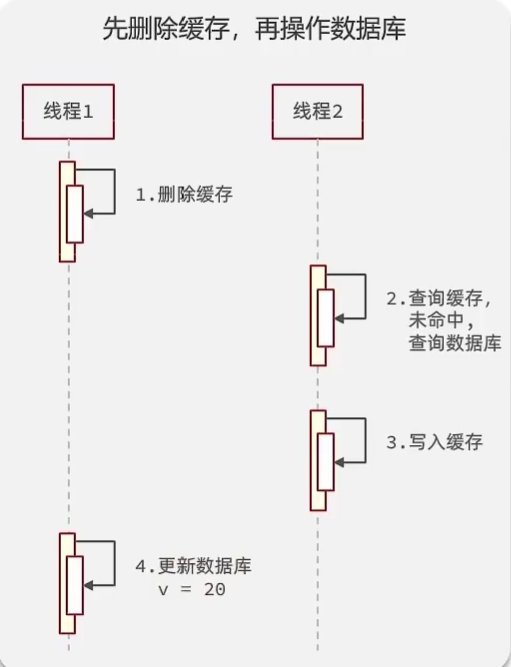 先删除缓存，再操作数据库
线程1
线程2
1.删除缓存
2.查询缓存，
未命中，
查询数据库
3.写入缓存
4.更新数据库
v = 20